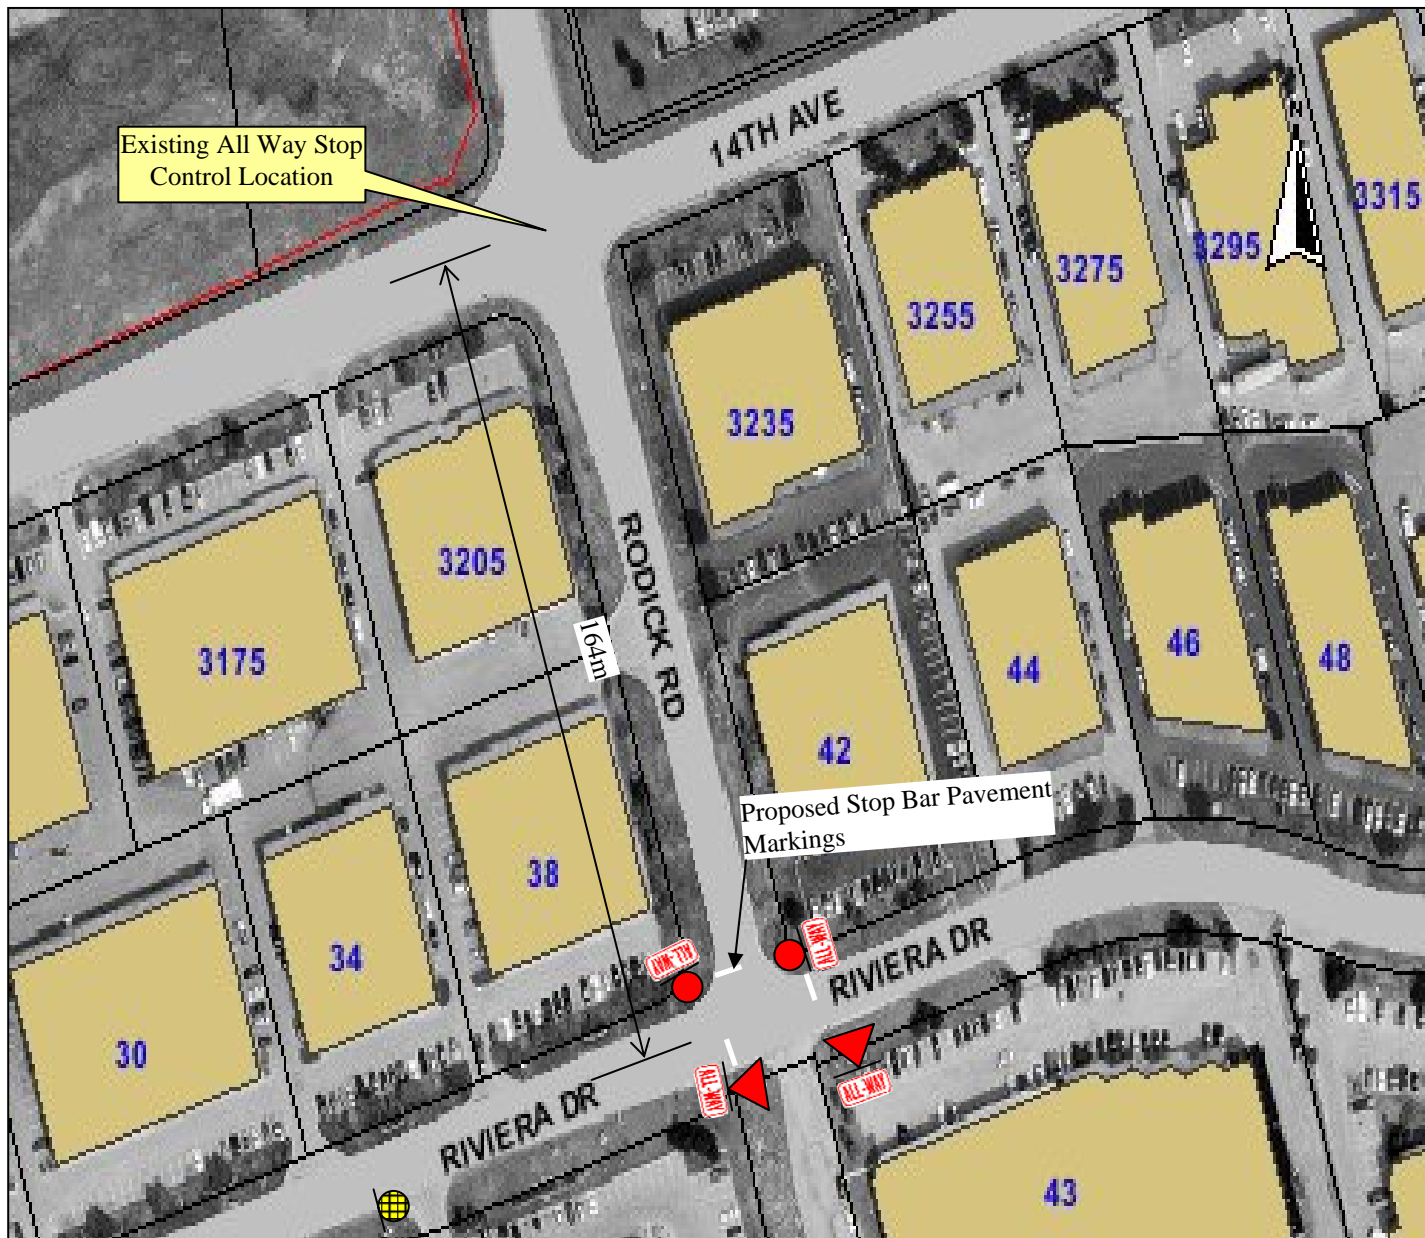 Existing All Way Stop
Control Location
14TH AVE
N
3315
3295
3275
3255
3235
RODICK RD
3205
164m
3175
46
48
44
42
Proposed Stop Bar Pavement
Markings
38
34
ALL-WAY
ALL-WAY
RIVIERA DR
30
ALL-WAY
ALL-WAY
RIVIERA DR
43